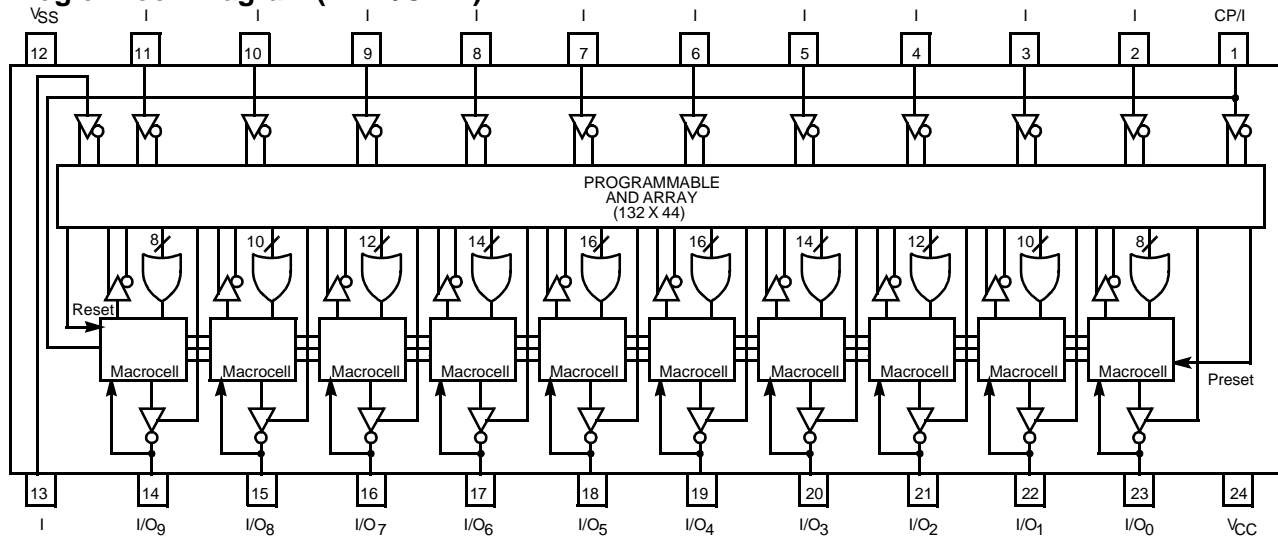 VSS I I I I I I I I I I CP/I
12 11 10 9 8 7 6 5 4 3 2 1
PROGRAMMABLE
AND ARRAY
(132 X 44)
8 10 12 14 16 16 14 12 10 8
Reset
Macrocell Macrocell Macrocell Macrocell Macrocell Macrocell Macrocell Macrocell Macrocell Macrocell
Preset
13 14 15 16 17 18 19 20 21 22 23 24
I I/O9 I/O8 I/O7 I/O6 I/O5 I/O4 I/O3 I/O2 I/O1 I/O0 VCC